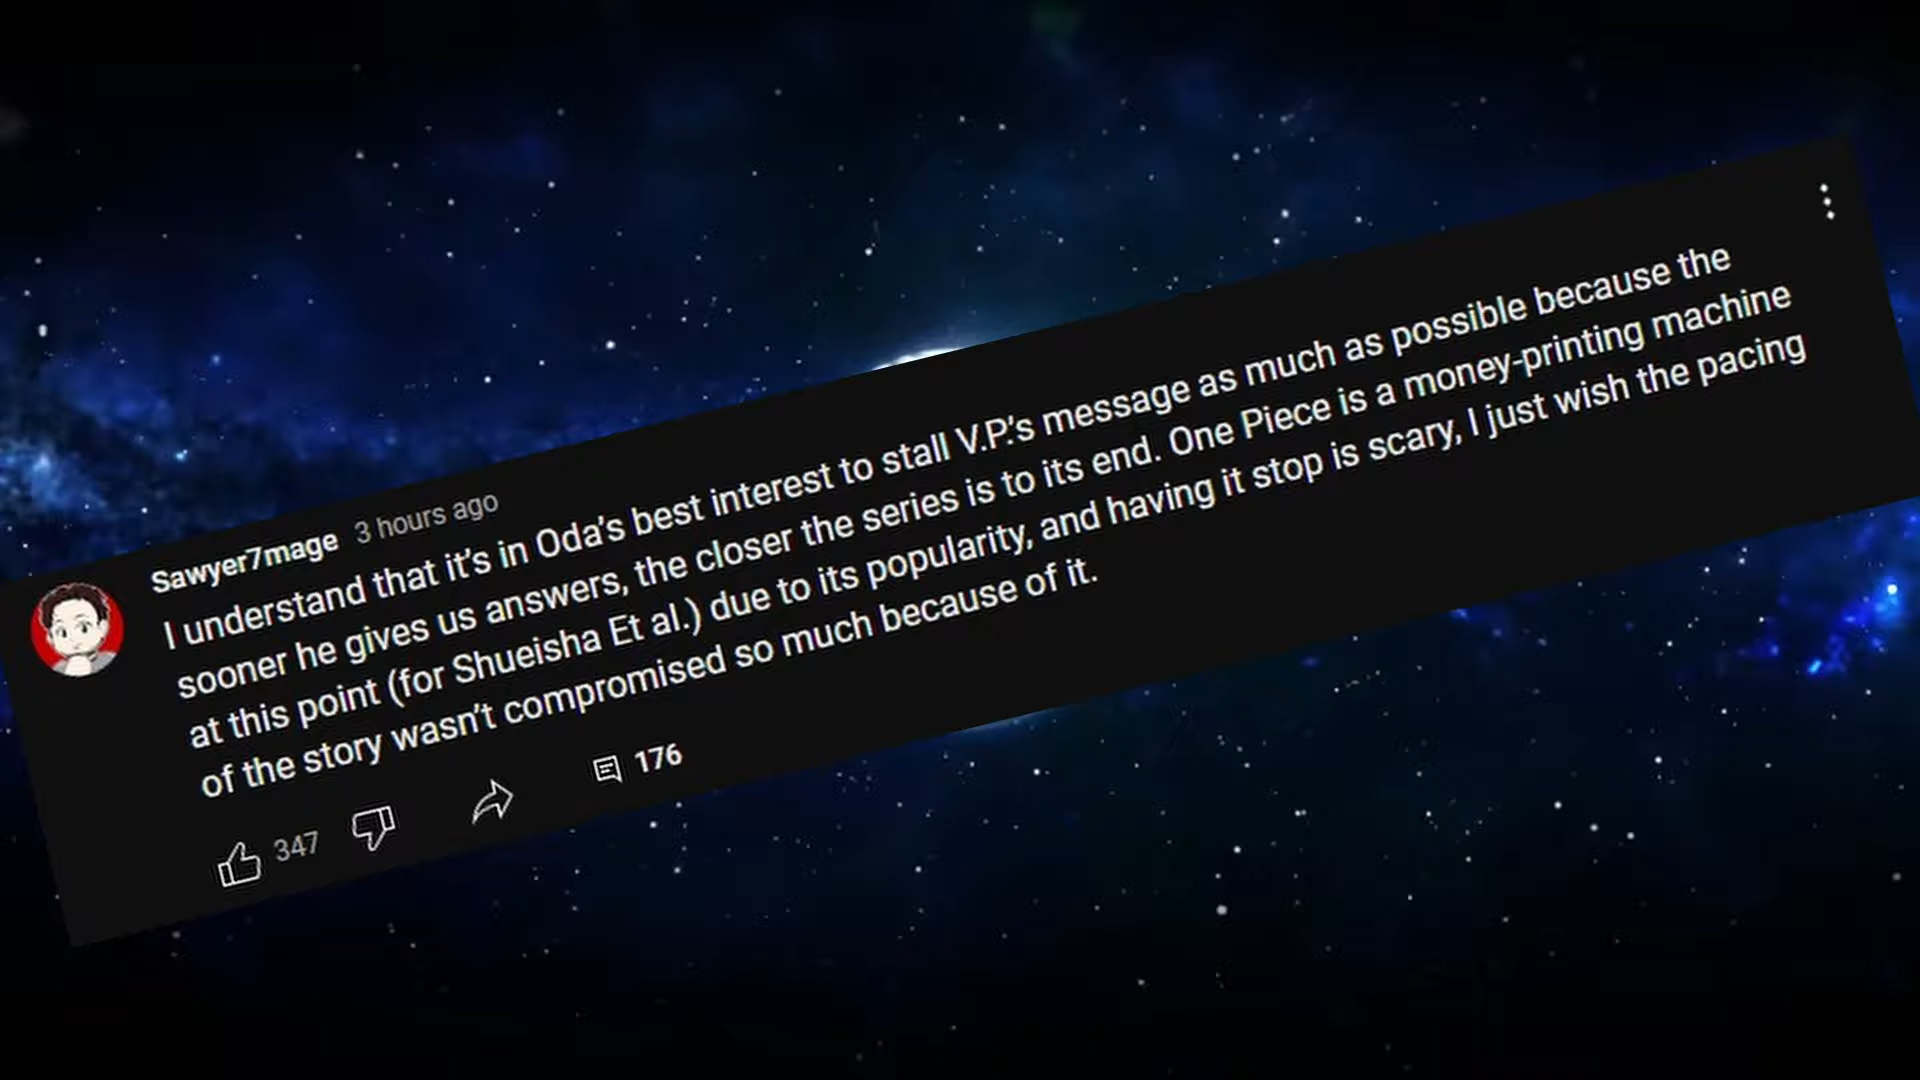 Sawyer7mage 3 hours ago
I understand that it's in Oda's best interest to stall V.P.'s message as much as possible because the
sooner he gives us answers, the closer the series is to its end. One Piece is a money-printing machine
at this point (for Shueisha Et al.) due to its popularity, and having it stop is scary, I just wish the pacing
of the story wasn't compromised so much because of it.
347 176